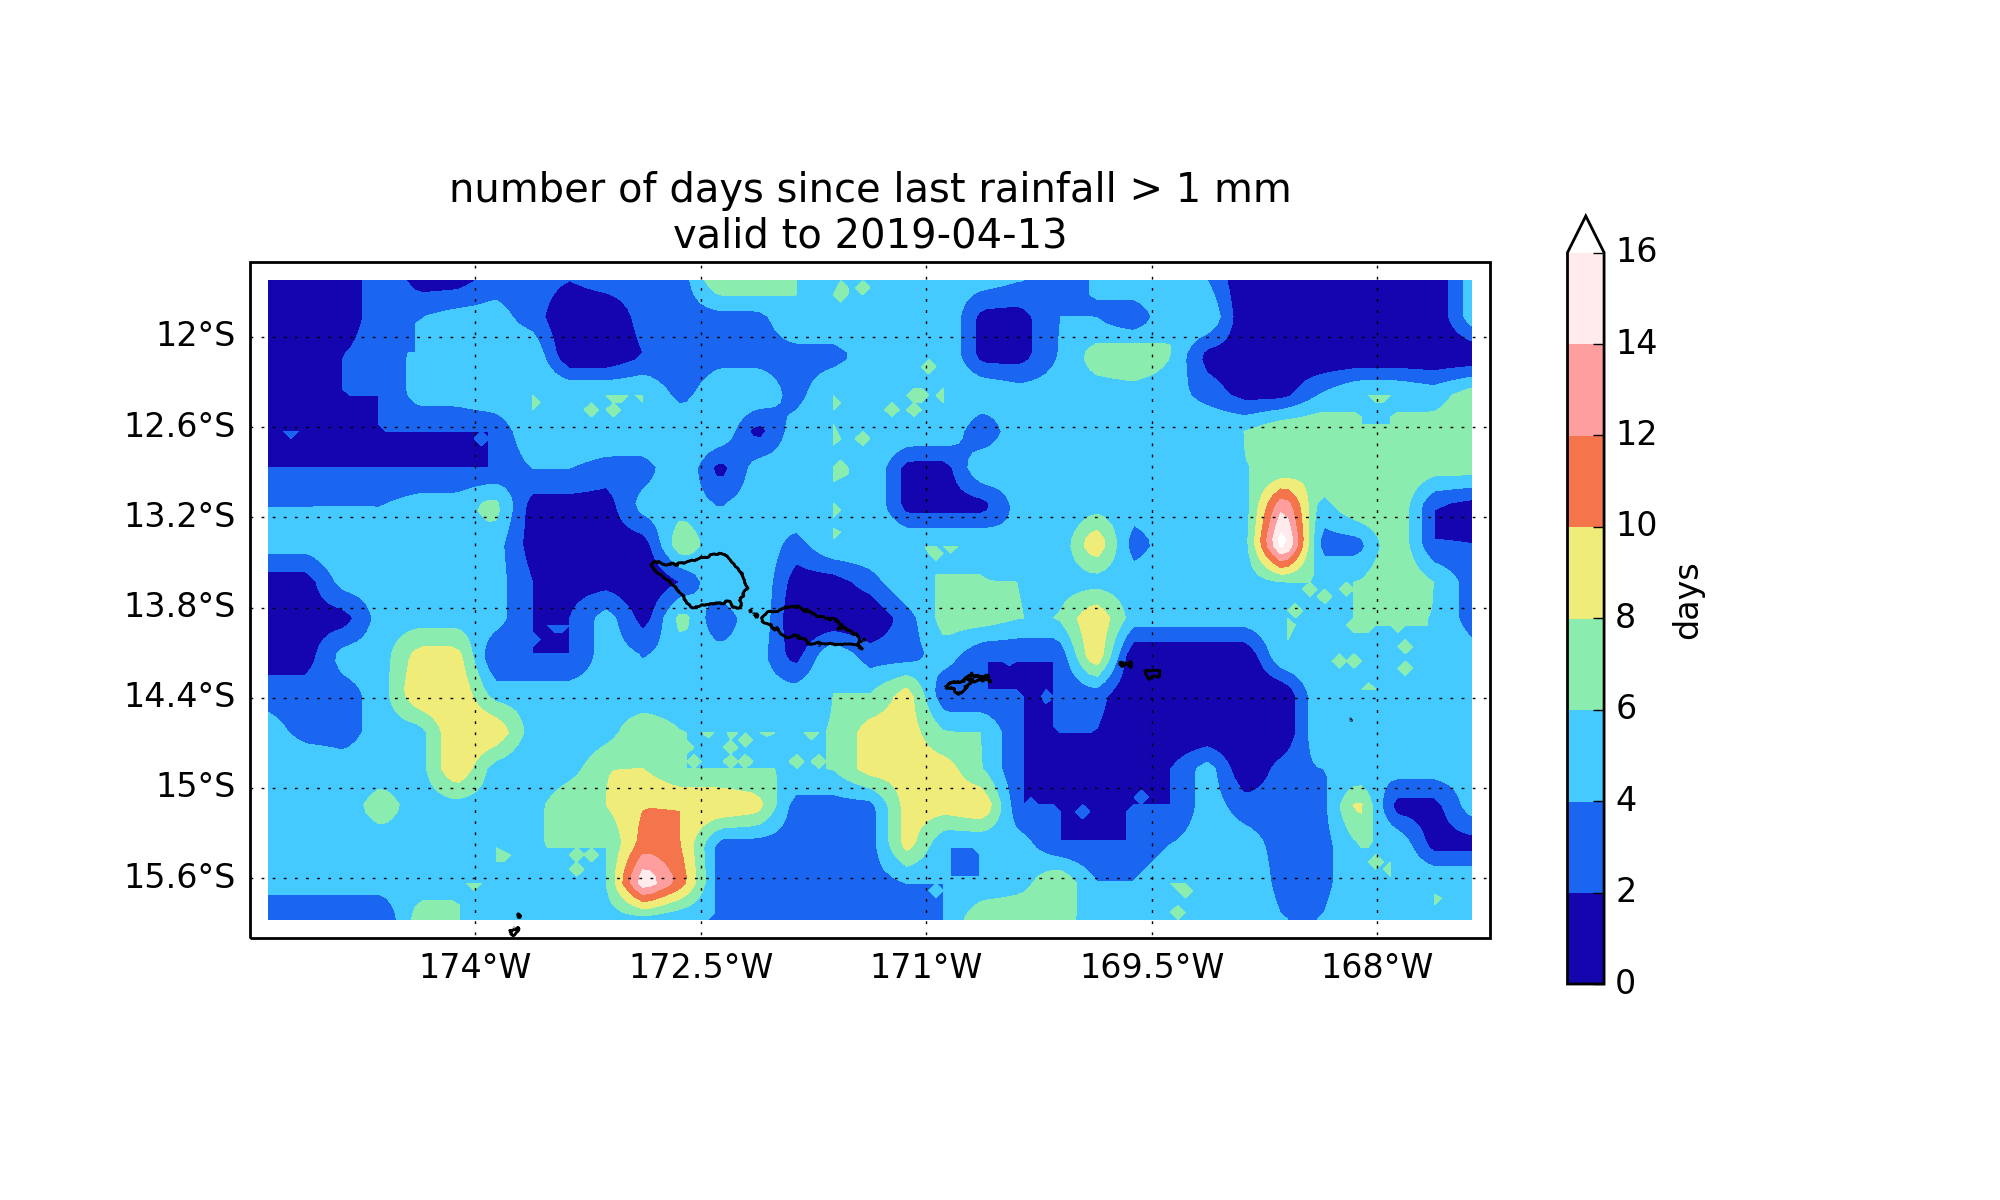 number of days since last rainfall > 1 mm
valid to 2019-04-13
12°S
12.6°S
13.2°S
13.8°S
14.4°S
15°S
15.6°S
174°W
172.5°W
171°W
169.5°W
168°W
16
14
12
10
8
6
4
2
0
days